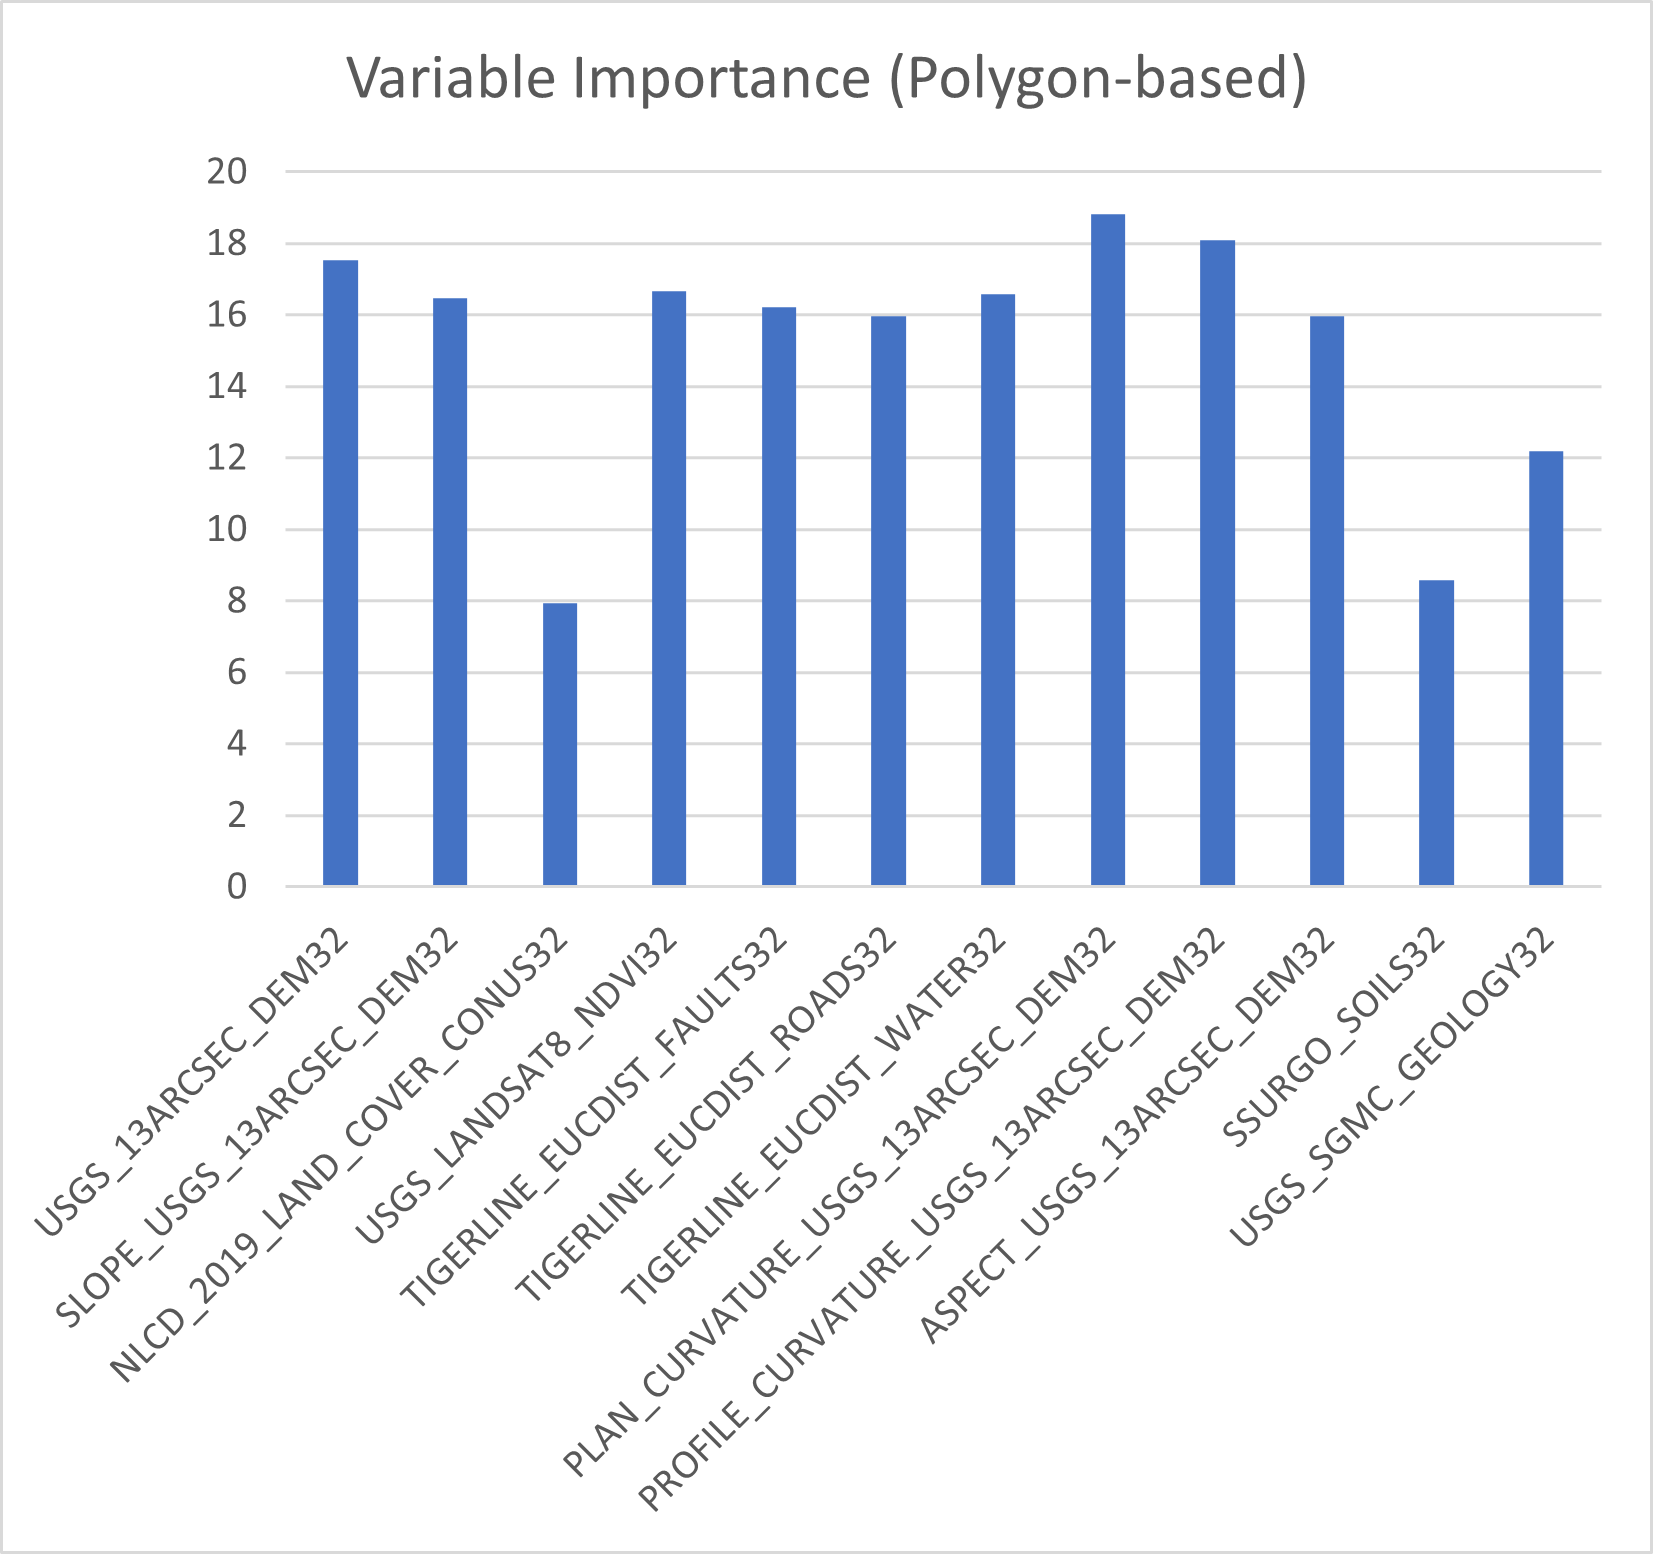 Variable Importance (Polygon-based)
20
18
16
14
12
10
8
6
4
2
0
USGS_13ARCSEC_DEM32
SLOPE_USGS_13ARCSEC_DEM32
NLCD_2019_LAND_COVER_CONUS32
USGS_LANDSAT8_NDVI32
TIGERLINE_EUCDIST_FAULTS32
TIGERLINE_EUCDIST_ROADS32
TIGERLINE_EUCDIST_WATER32
PLAN_CURVATURE_USGS_13ARCSEC_DEM32
PROFILE_CURVATURE_USGS_13ARCSEC_DEM32
ASPECT_USGS_13ARCSEC_DEM32
SSURGO_SOILS32
USGS_SGMC_GEOLOGY32